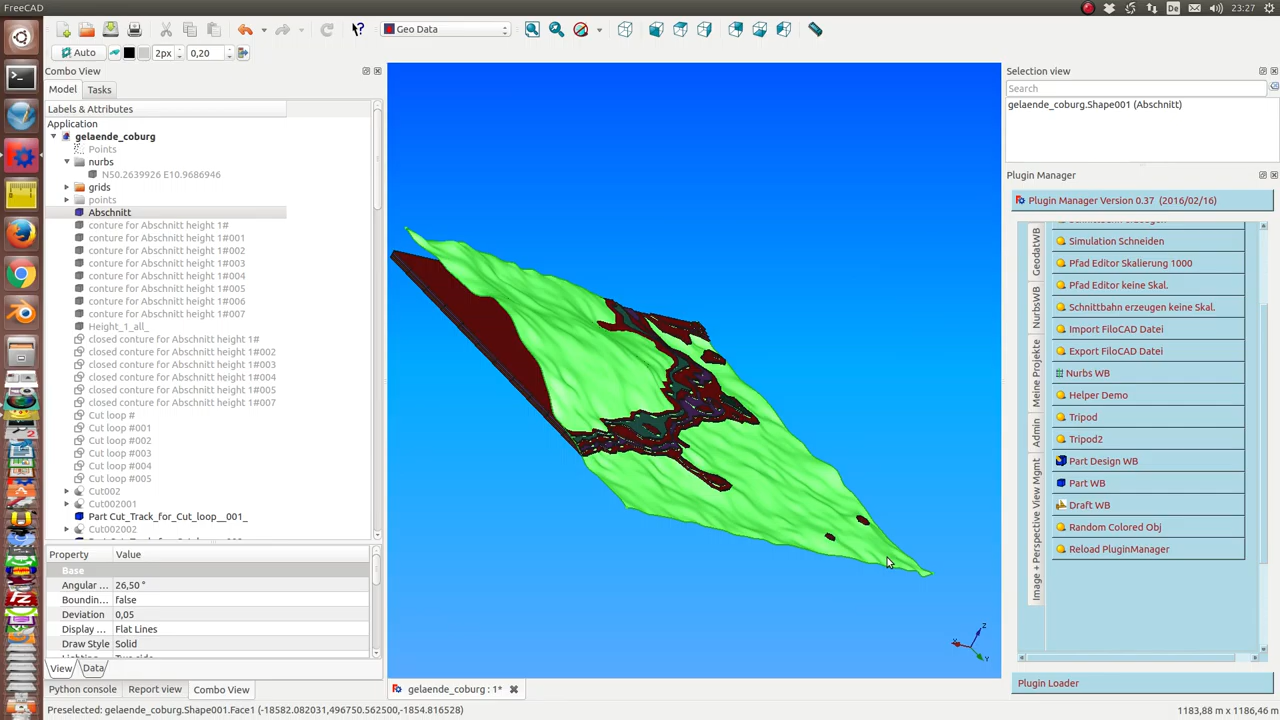 FreeCAD
De
23:27
Geo Data
Auto
2px
0,20
Combo View
Model
Tasks
Labels & Attributes
Application
gelaende_coburg
Points
nurbs
N50.2639926 E10.9686946
grids
points
Abschnitt
conture for Abschnitt height 1#
conture for Abschnitt height 1#001
conture for Abschnitt height 1#002
conture for Abschnitt height 1#003
conture for Abschnitt height 1#004
conture for Abschnitt height 1#005
conture for Abschnitt height 1#006
conture for Abschnitt height 1#007
Height_1_all_
closed conture for Abschnitt height 1#
closed conture for Abschnitt height 1#002
closed conture for Abschnitt height 1#003
closed conture for Abschnitt height 1#004
closed conture for Abschnitt height 1#005
closed conture for Abschnitt height 1#007
Cut loop #
Cut loop #001
Cut loop #002
Cut loop #003
Cut loop #004
Cut loop #005
Cut002
Cut002001
Part Cut_Track_for_Cut_loop__001_
Cut002002
Property
Value
Base
Angular ...
26,50 °
Boundin...
false
Deviation
0,05
Display ...
Flat Lines
Draw Style
Solid
View
Data
Python console
Report view
Combo View
gelaende_coburg : 1*
Selection view
Search
gelaende_coburg.Shape001 (Abschnitt)
Plugin Manager
Plugin Manager Version 0.37 (2016/02/16)
GeodatWB
NurbsWB
Meine Projekte
Admin
Image + Perspective View Mgmt
Simulation Schneiden
Pfad Editor Skalierung 1000
Pfad Editor keine Skal.
Schnittbahn erzeugen keine Skal.
Import FiloCAD Datei
Export FiloCAD Datei
Nurbs WB
Helper Demo
Tripod
Tripod2
Part Design WB
Part WB
Draft WB
Random Colored Obj
Reload PluginManager
Plugin Loader
Preselected: gelaende_coburg.Shape001.Face1 (-18582.082031,496750.562500,-1854.816528)
1183,88 m x 1186,46 m